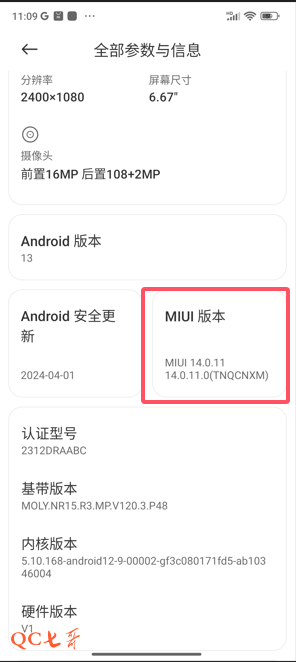 11:09
全部参数与信息
分辨率 屏幕尺寸
2400×1080 6.67"
摄像头
前置16MP 后置108+2MP
Android 版本
13
Android 安全更
新
2024-04-01
MIUI 版本
MIUI 14.0.11
14.0.11.0(TNQCNXM)
认证型号
2312DRAABC
基带版本
MOLY.NR15.R3.MP.V120.3.P48
内核版本
5.10.168-android12-9-00002-gf3c080171fd5-ab103
46004
硬件版本
V1
QC七哥